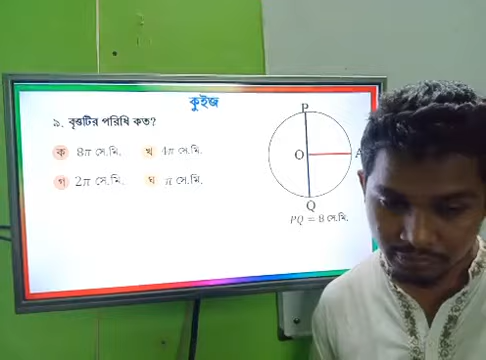 কুইজ
৯. বৃত্তটির পরিধি কত?
ক 8π সে.মি. খ 4π সে.মি.
গ 2π সে.মি. ঘ π সে.মি.
P
O A
Q
PQ = 8 সে.মি.